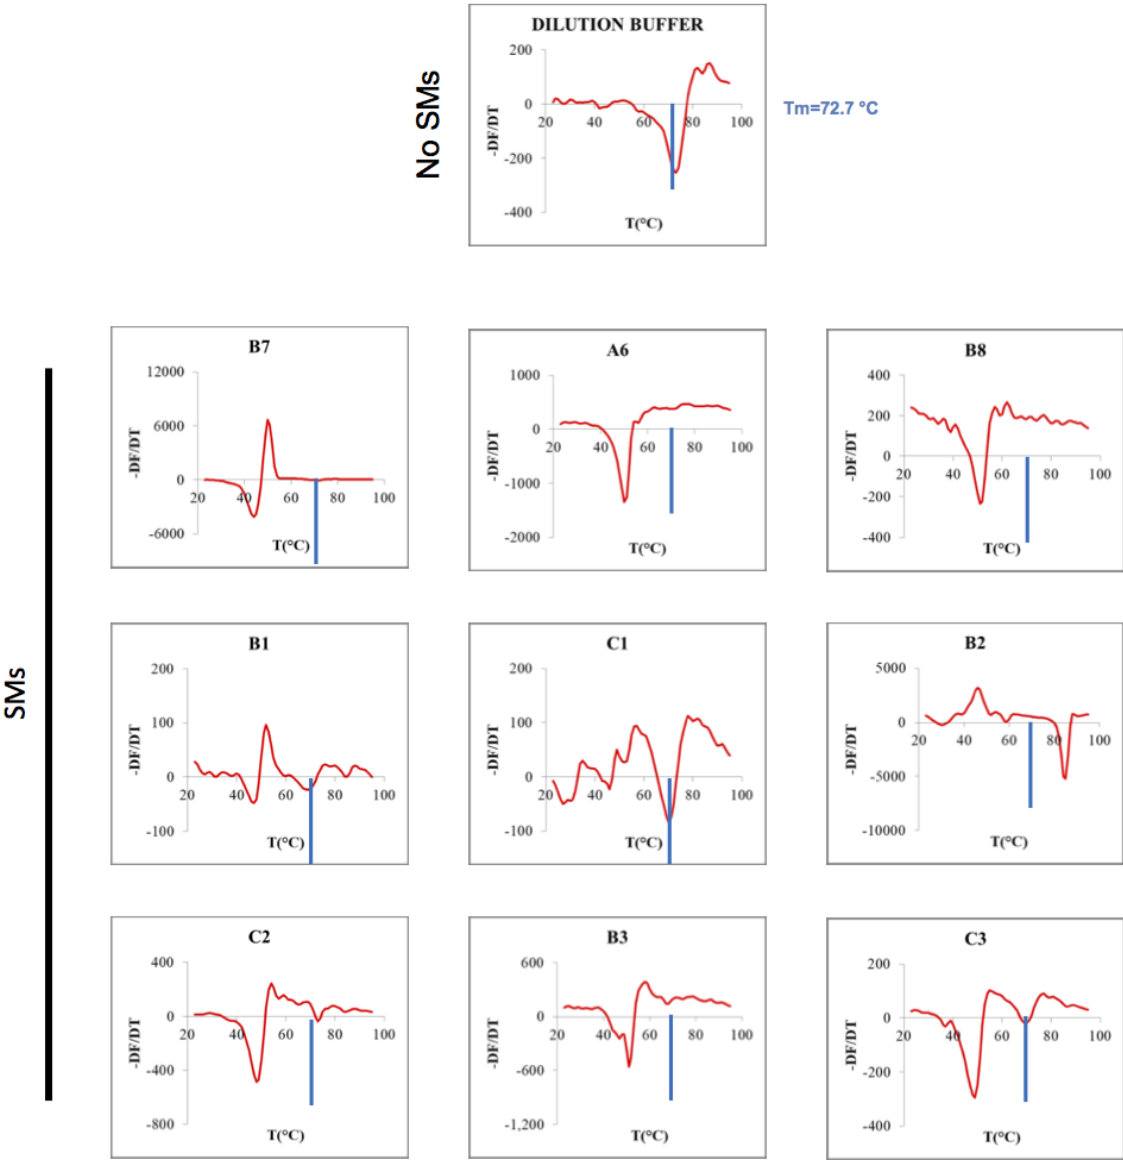 DILUTION BUFFER
No SMs
200
0
-200
-400
20 40 60 80 100
-DF/DT
T(°C)
Tm=72.7 °C
SMs
B7
12000
6000
0
-6000
20 40 60 80 100
-DF/DT
T(°C)
A6
1000
0
-1000
-2000
20 40 60 80 100
-DF/DT
T(°C)
B8
400
200
0
-200
-400
20 40 60 80 100
-DF/DT
T(°C)
B1
200
100
0
-100
20 40 60 80 100
-DF/DT
T(°C)
C1
200
100
0
-100
20 40 60 80 100
-DF/DT
T(°C)
B2
5000
0
-5000
-10000
20 40 60 80 100
-DF/DT
T(°C)
C2
400
0
-400
-800
20 40 60 80 100
-DF/DT
T(°C)
B3
600
0
-600
-1,200
20 40 60 80 100
-DF/DT
T(°C)
C3
200
0
-200
-400
20 40 60 80 100
-DF/DT
T(°C)